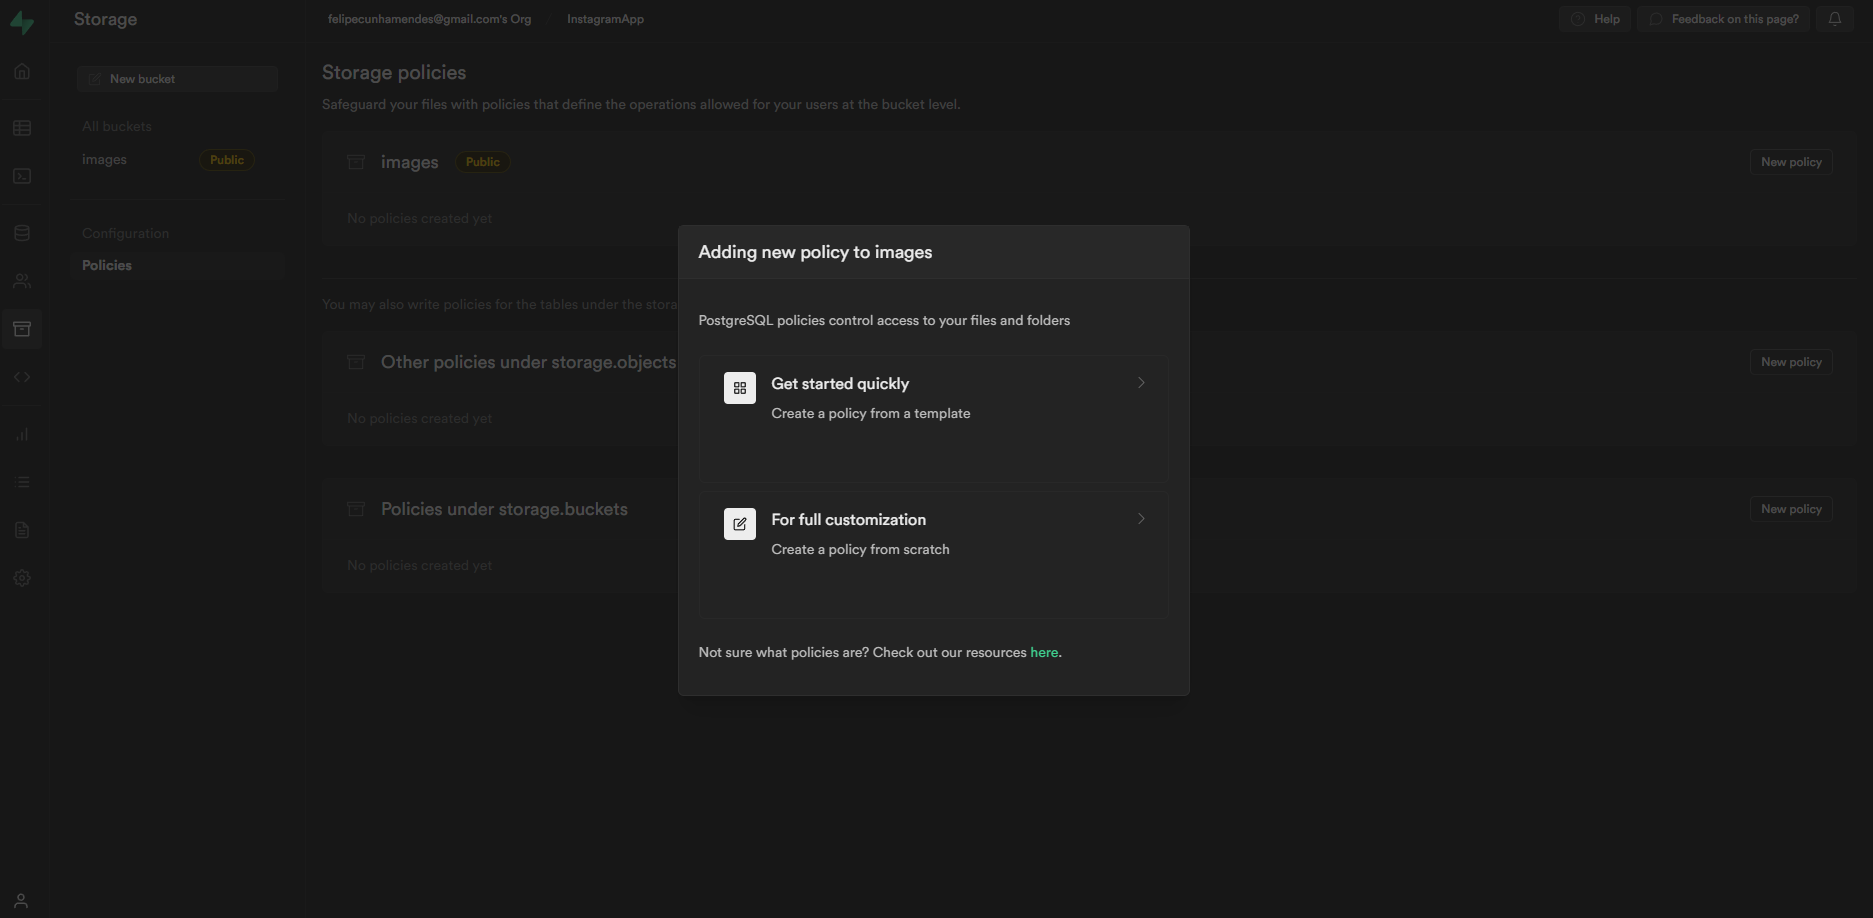 Storage
felipecunhamendes@gmail.com's Org
InstagramApp
Help
Feedback on this page?
New bucket
All buckets
images
Public
Configuration
Policies
Storage policies
Safeguard your files with policies that define the operations allowed for your users at the bucket level.
images
Public
New policy
No policies created yet
You may also write policies for the tables under the stora
Other policies under storage.objects
New policy
No policies created yet
Policies under storage.buckets
New policy
No policies created yet
Adding new policy to images
PostgreSQL policies control access to your files and folders
Get started quickly
Create a policy from a template
For full customization
Create a policy from scratch
Not sure what policies are? Check out our resources here.